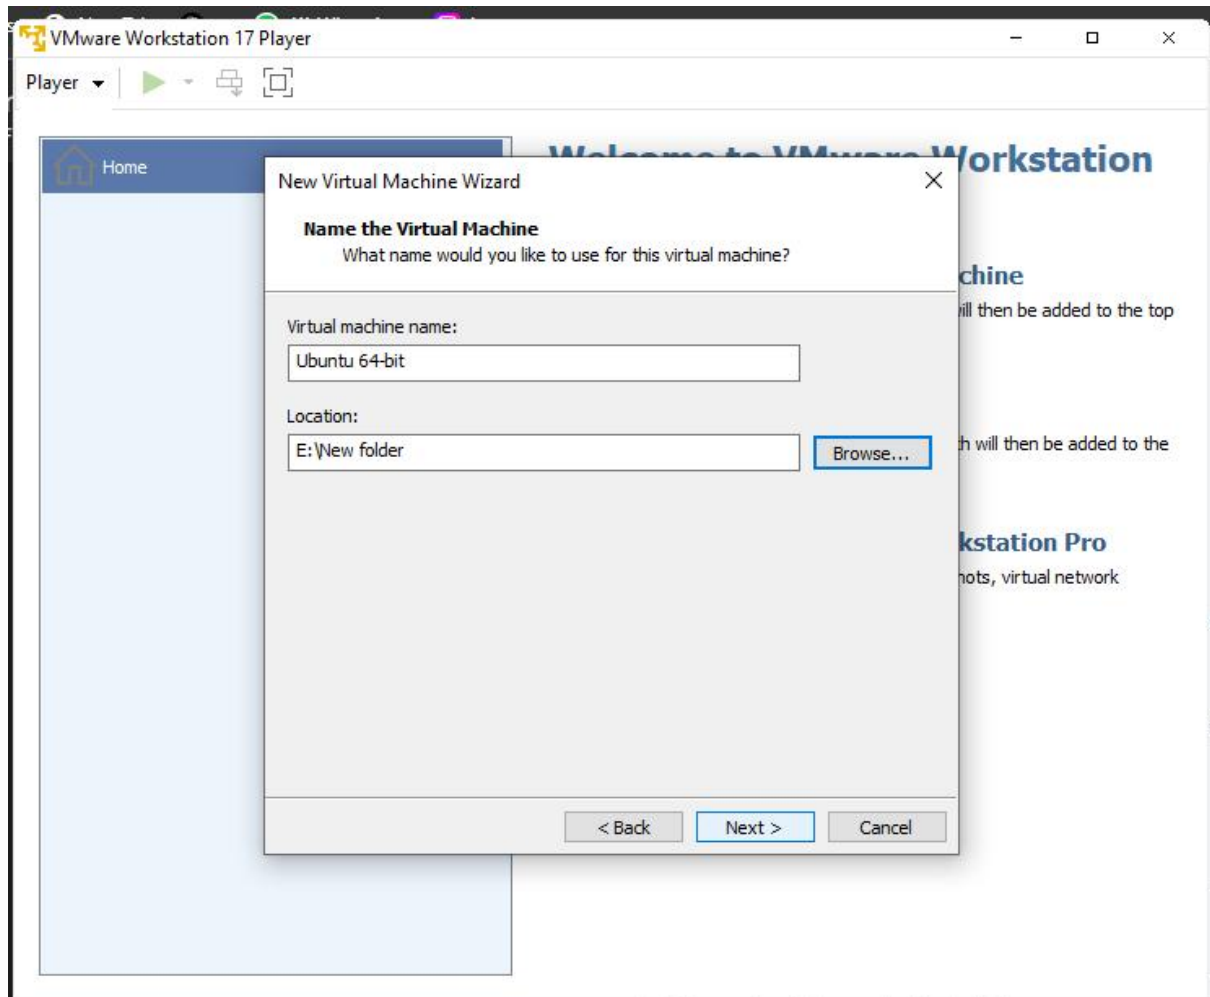 VMware Workstation 17 Player
Player
Home
Workstation
New Virtual Machine Wizard
Name the Virtual Machine
What name would you like to use for this virtual machine?
chine
ill then be added to the top
Virtual machine name:
Ubuntu 64-bit
Location:
E:\New folder
Browse...
h will then be added to the
kstation Pro
nots, virtual network
< Back
Next >
Cancel